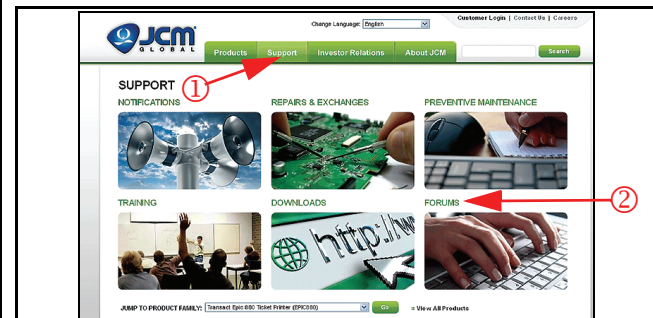 Change Language: English
Customer Login | Contact Us | Careers
JCM
GLOBAL
Products Support Investor Relations About JCM Search
SUPPORT
1
NOTIFICATIONS REPAIRS & EXCHANGES PREVENTIVE MAINTENANCE
TRAINING DOWNLOADS FORUMS
2
http://w
JUMP TO PRODUCT FAMILY: Transact Epic 880 Ticket Printer (EPIC880) Go = View All Products